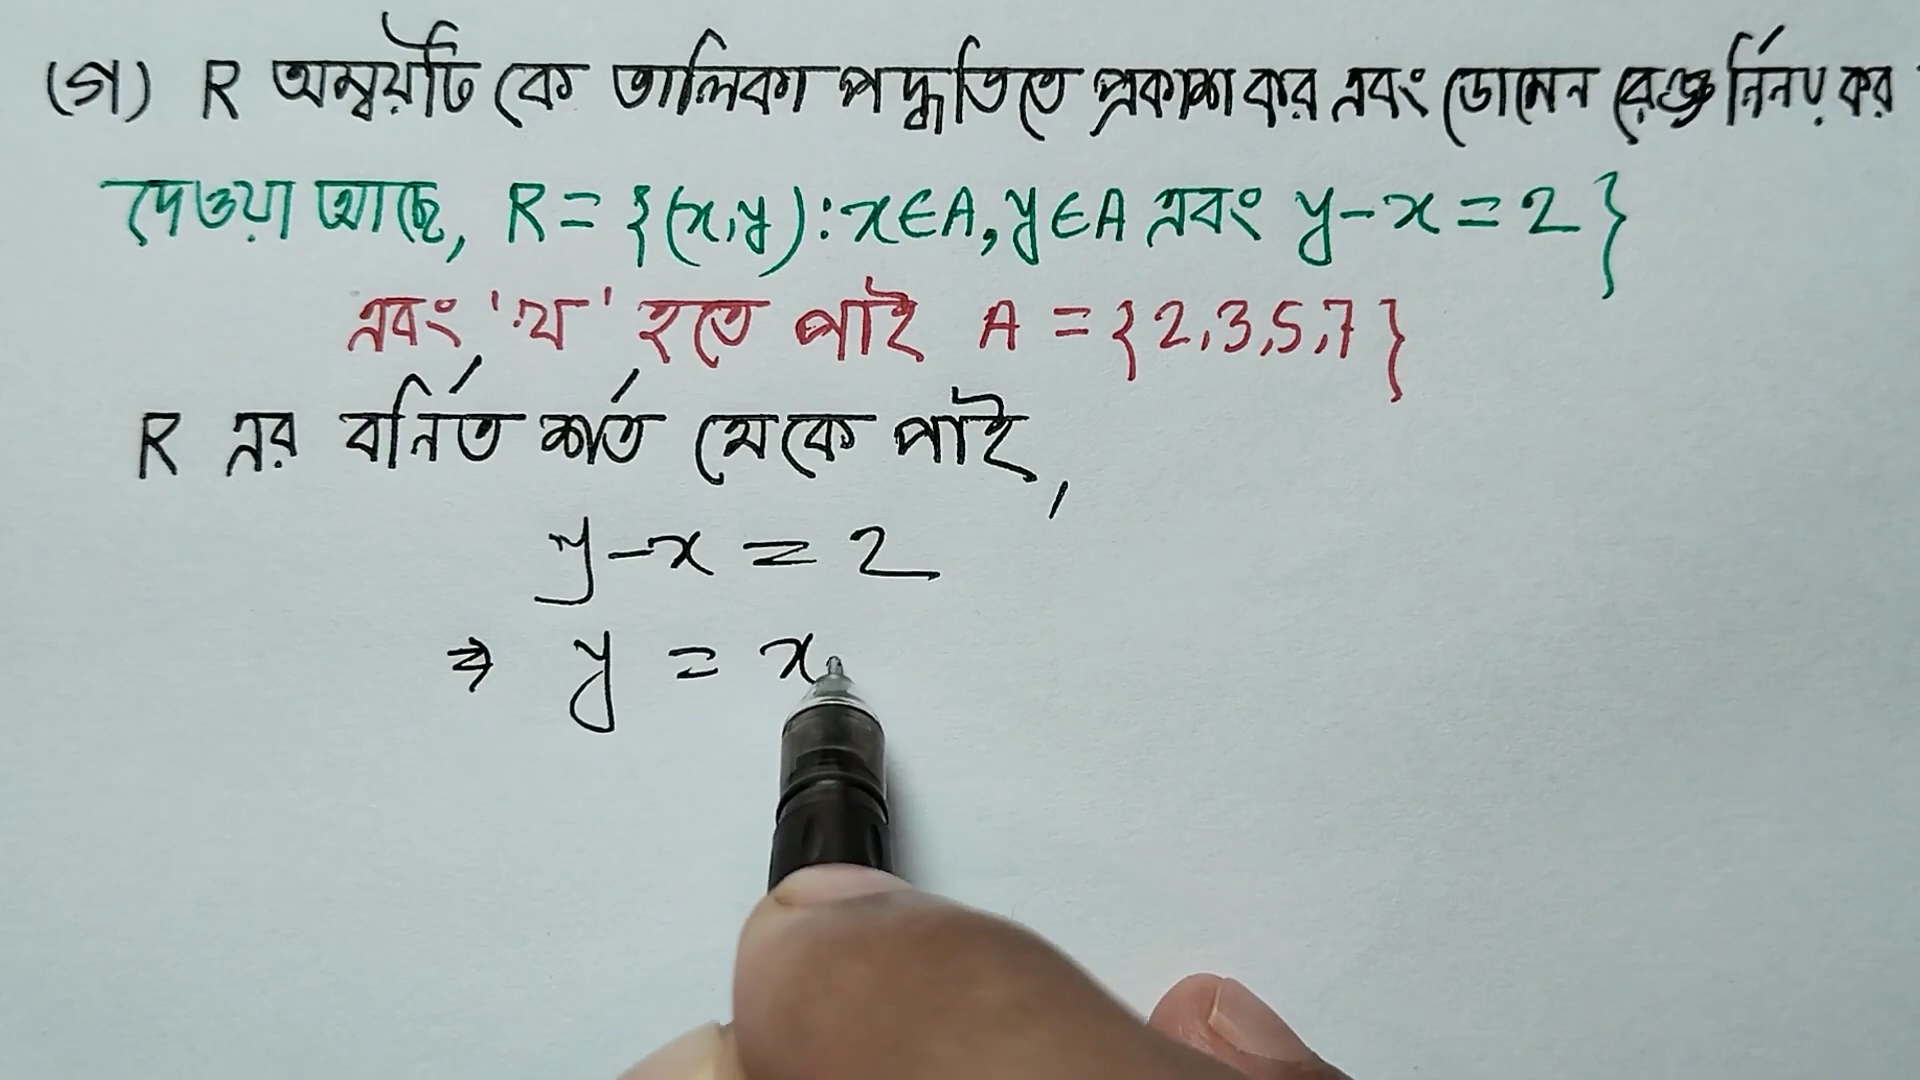 (গ) R অন্বয়টি কে তালিকা পদ্ধতিতে প্রকাশ কর এবং ডোমেন রেঞ্জ র্নিনয় কর
দেওয়া আছে, R = {(x,y) : x∈A, y∈A এবং y-x = 2}
এবং 'খ' হতে পাই A = {2,3,5,7}
R এর বর্নিত শর্ত থেকে পাই,
y-x = 2
⇒ y = x